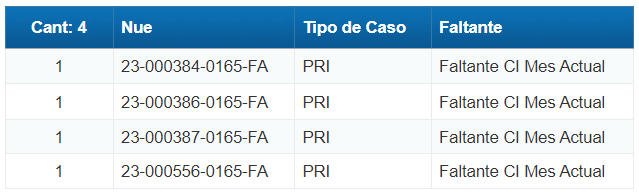 Cant: 4 Nue Tipo de Caso Faltante
1 23-000384-0165-FA PRI Faltante CI Mes Actual
1 23-000386-0165-FA PRI Faltante CI Mes Actual
1 23-000387-0165-FA PRI Faltante CI Mes Actual
1 23-000556-0165-FA PRI Faltante CI Mes Actual